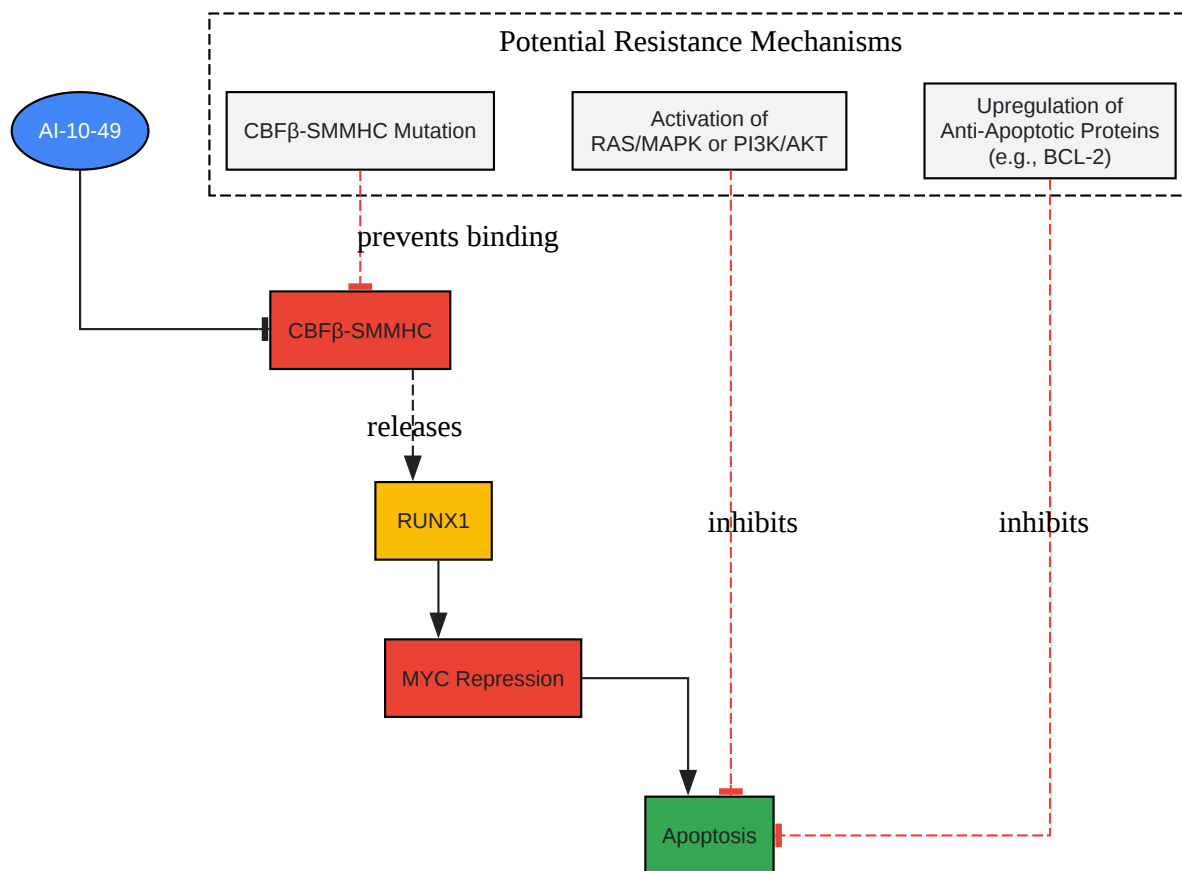 Potential Resistance Mechanisms
AI-10-49
CBFβ-SMMHC Mutation
Activation of
RAS/MAPK or PI3K/AKT
Upregulation of
Anti-Apoptotic Proteins
(e.g., BCL-2)
prevents binding
CBFβ-SMMHC
releases
RUNX1
inhibits
inhibits
MYC Repression
Apoptosis